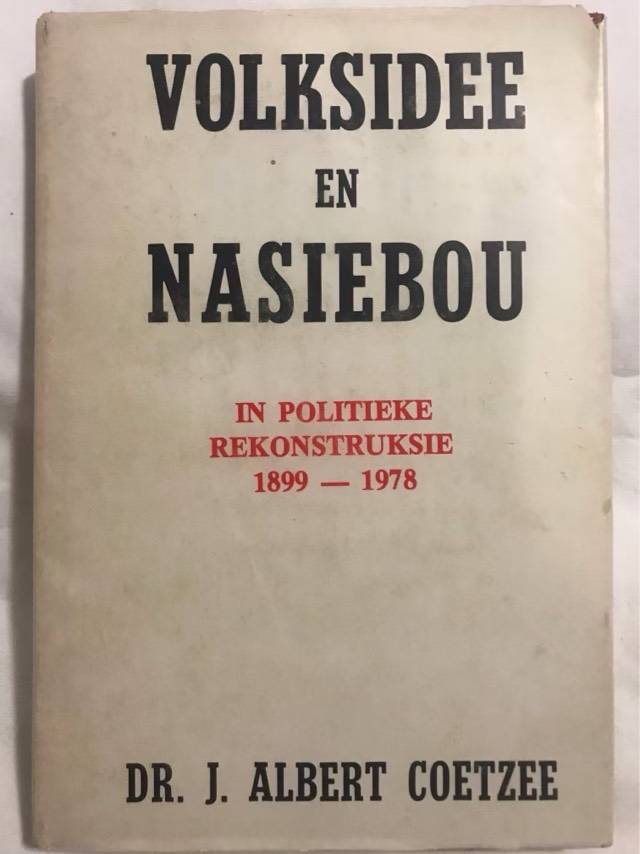 VOLKSIDEE
EN
NASIEBOU
IN POLITIEKE
REKONSTRUKSIE
1899 — 1978
DR. J. ALBERT COETZEE